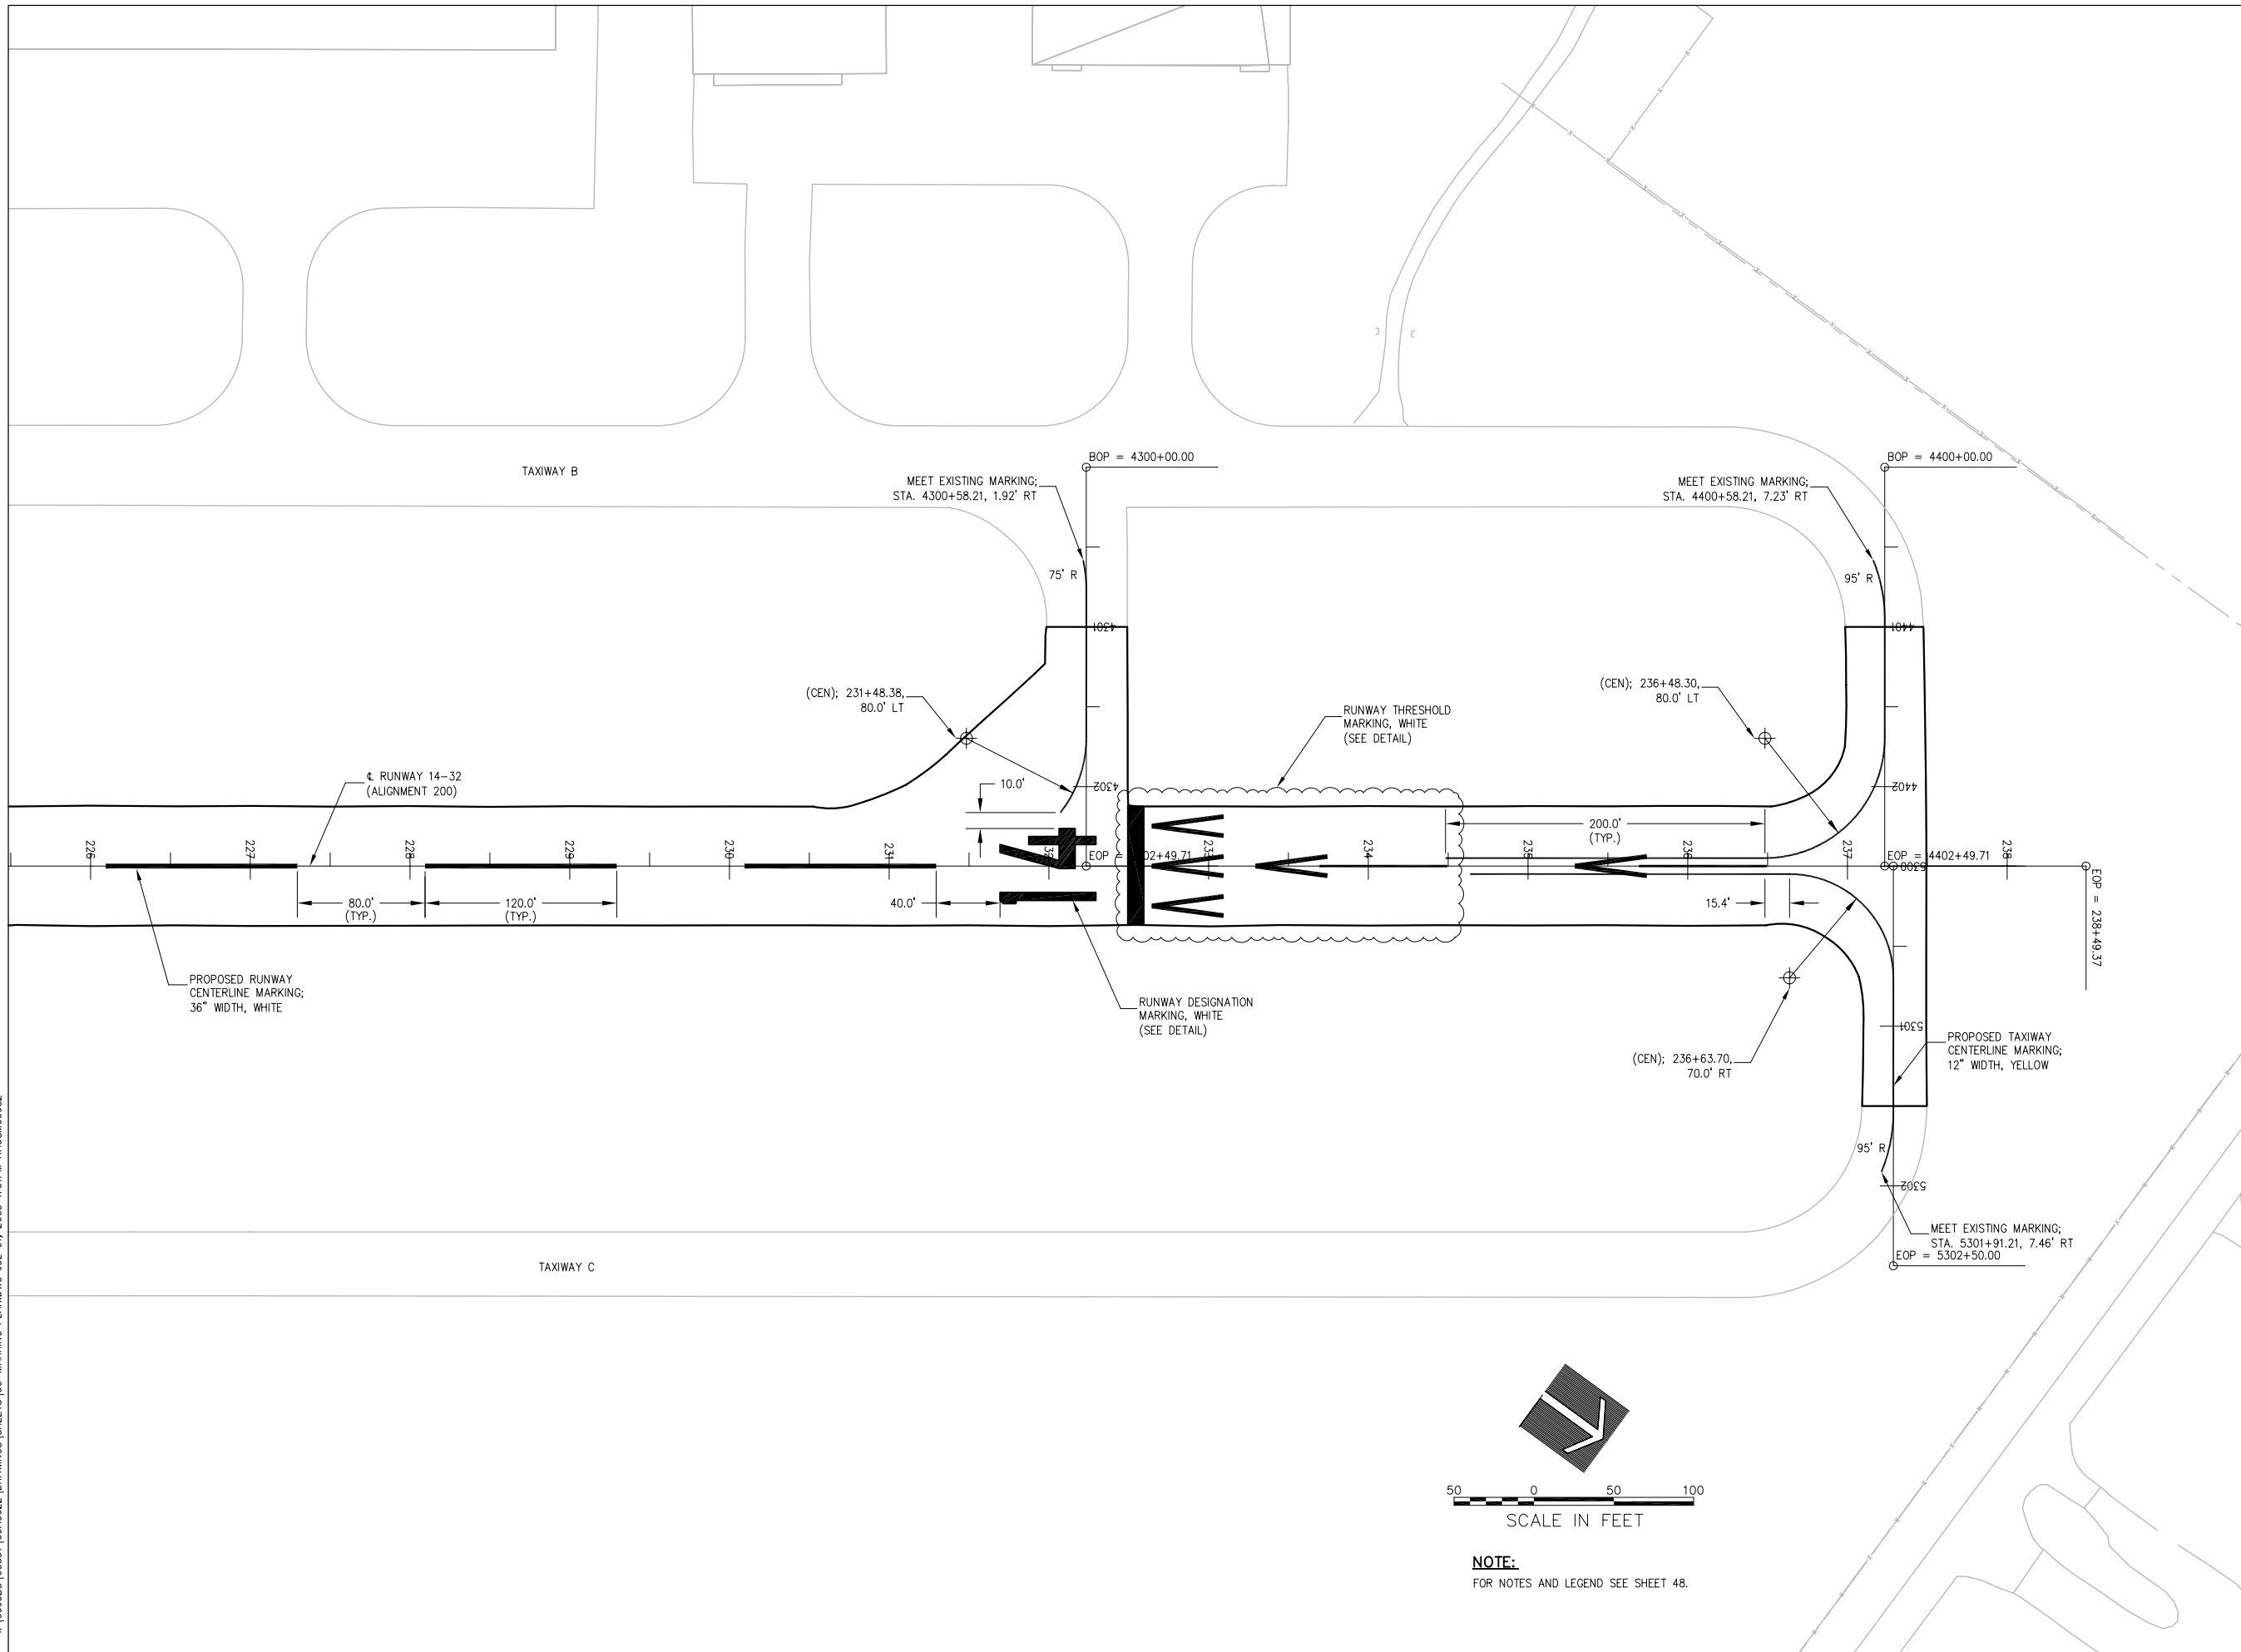 TAXIWAY B
BOP = 4300+00.00
BOP = 4400+00.00
MEET EXISTING MARKING;
STA. 4300+58.21, 1.92' RT
MEET EXISTING MARKING;
STA. 4400+58.21, 7.23' RT
75' R
95' R
4301
4401
(CEN); 231+48.38,
80.0' LT
(CEN); 236+48.30,
80.0' LT
RUNWAY THRESHOLD
MARKING, WHITE
(SEE DETAIL)
℄ RUNWAY 14-32
(ALIGNMENT 200)
10.0'
4302
4402
200.0'
(TYP.)
226
227
228
229
230
231
232
14
EOP = 4302+49.71
233
234
235
236
237
EOP = 4402+49.71
5300
238
EOP = 238+49.37
80.0'
(TYP.)
120.0'
(TYP.)
40.0'
15.4'
PROPOSED RUNWAY
CENTERLINE MARKING;
36" WIDTH, WHITE
RUNWAY DESIGNATION
MARKING, WHITE
(SEE DETAIL)
5301
PROPOSED TAXIWAY
CENTERLINE MARKING;
12" WIDTH, YELLOW
(CEN); 236+63.70,
70.0' RT
95' R
5302
MEET EXISTING MARKING;
STA. 5301+91.21, 7.46' RT
EOP = 5302+50.00
TAXIWAY C
50 0 50 100
SCALE IN FEET
NOTE:
FOR NOTES AND LEGEND SEE SHEET 48.